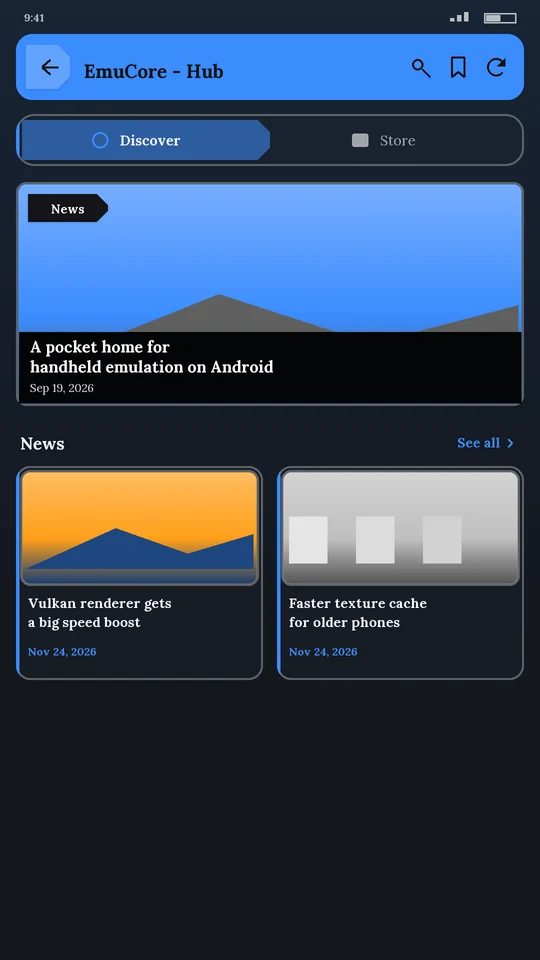 9:41
EmuCore - Hub
Discover
Store
News
A pocket home for
handheld emulation on Android
Sep 19, 2026
News
See all
Vulkan renderer gets
a big speed boost
Nov 24, 2026
Faster texture cache
for older phones
Nov 24, 2026